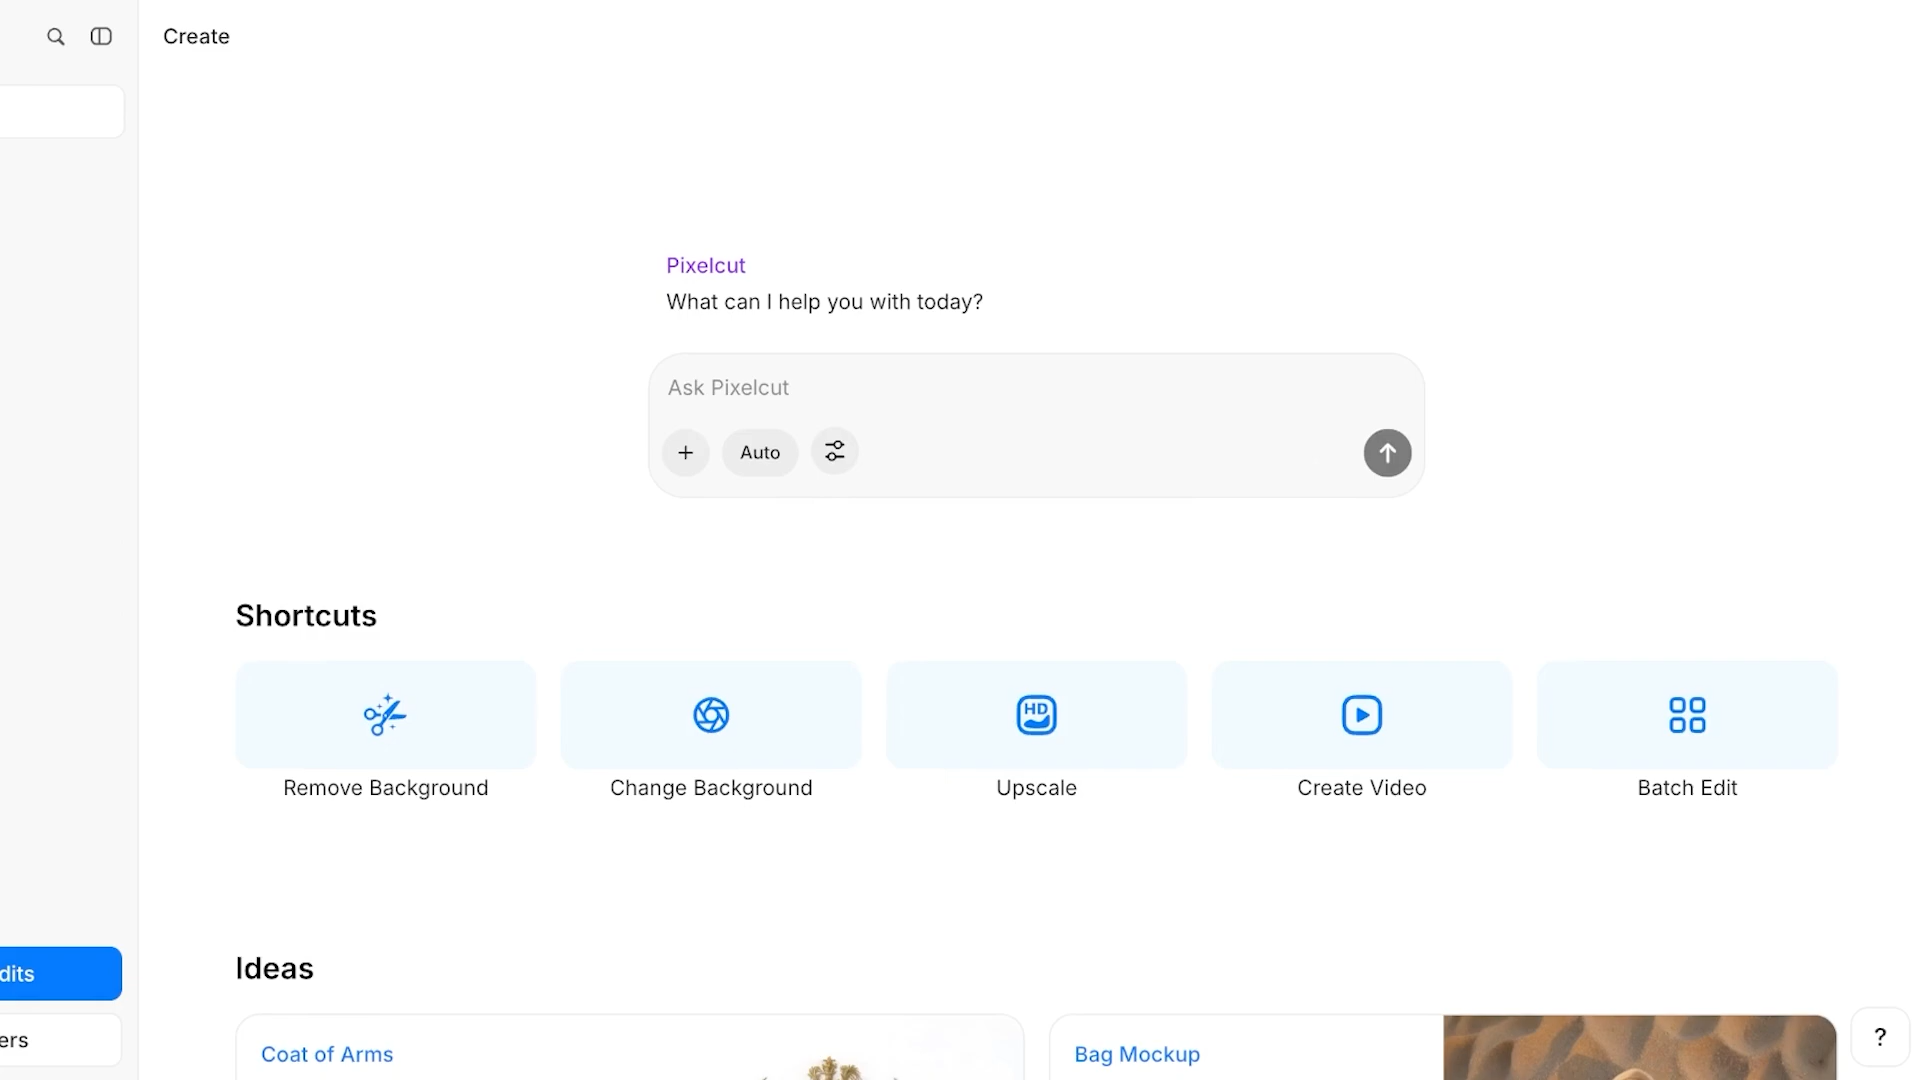 Create
Pixelcut
What can I help you with today?
Ask Pixelcut
Auto
Shortcuts
HD
Remove Background
Change Background
Upscale
Create Video
Batch Edit
Ideas
dits
ers
Coat of Arms
Bag Mockup
?